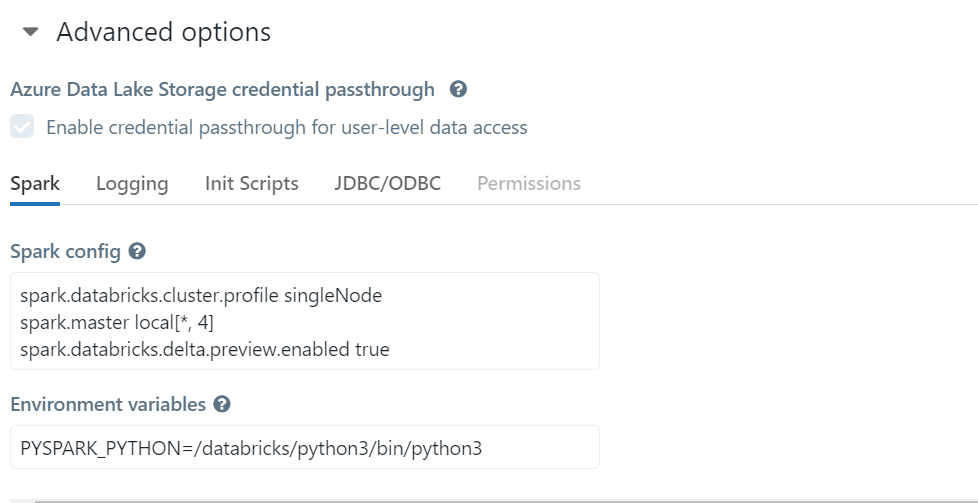 Advanced options
Azure Data Lake Storage credential passthrough ?
Enable credential passthrough for user-level data access
Spark Logging Init Scripts JDBC/ODBC Permissions
Spark config ?
spark.databricks.cluster.profile singleNode
spark.master local[*, 4]
spark.databricks.delta.preview.enabled true
Environment variables ?
PYSPARK_PYTHON=/databricks/python3/bin/python3